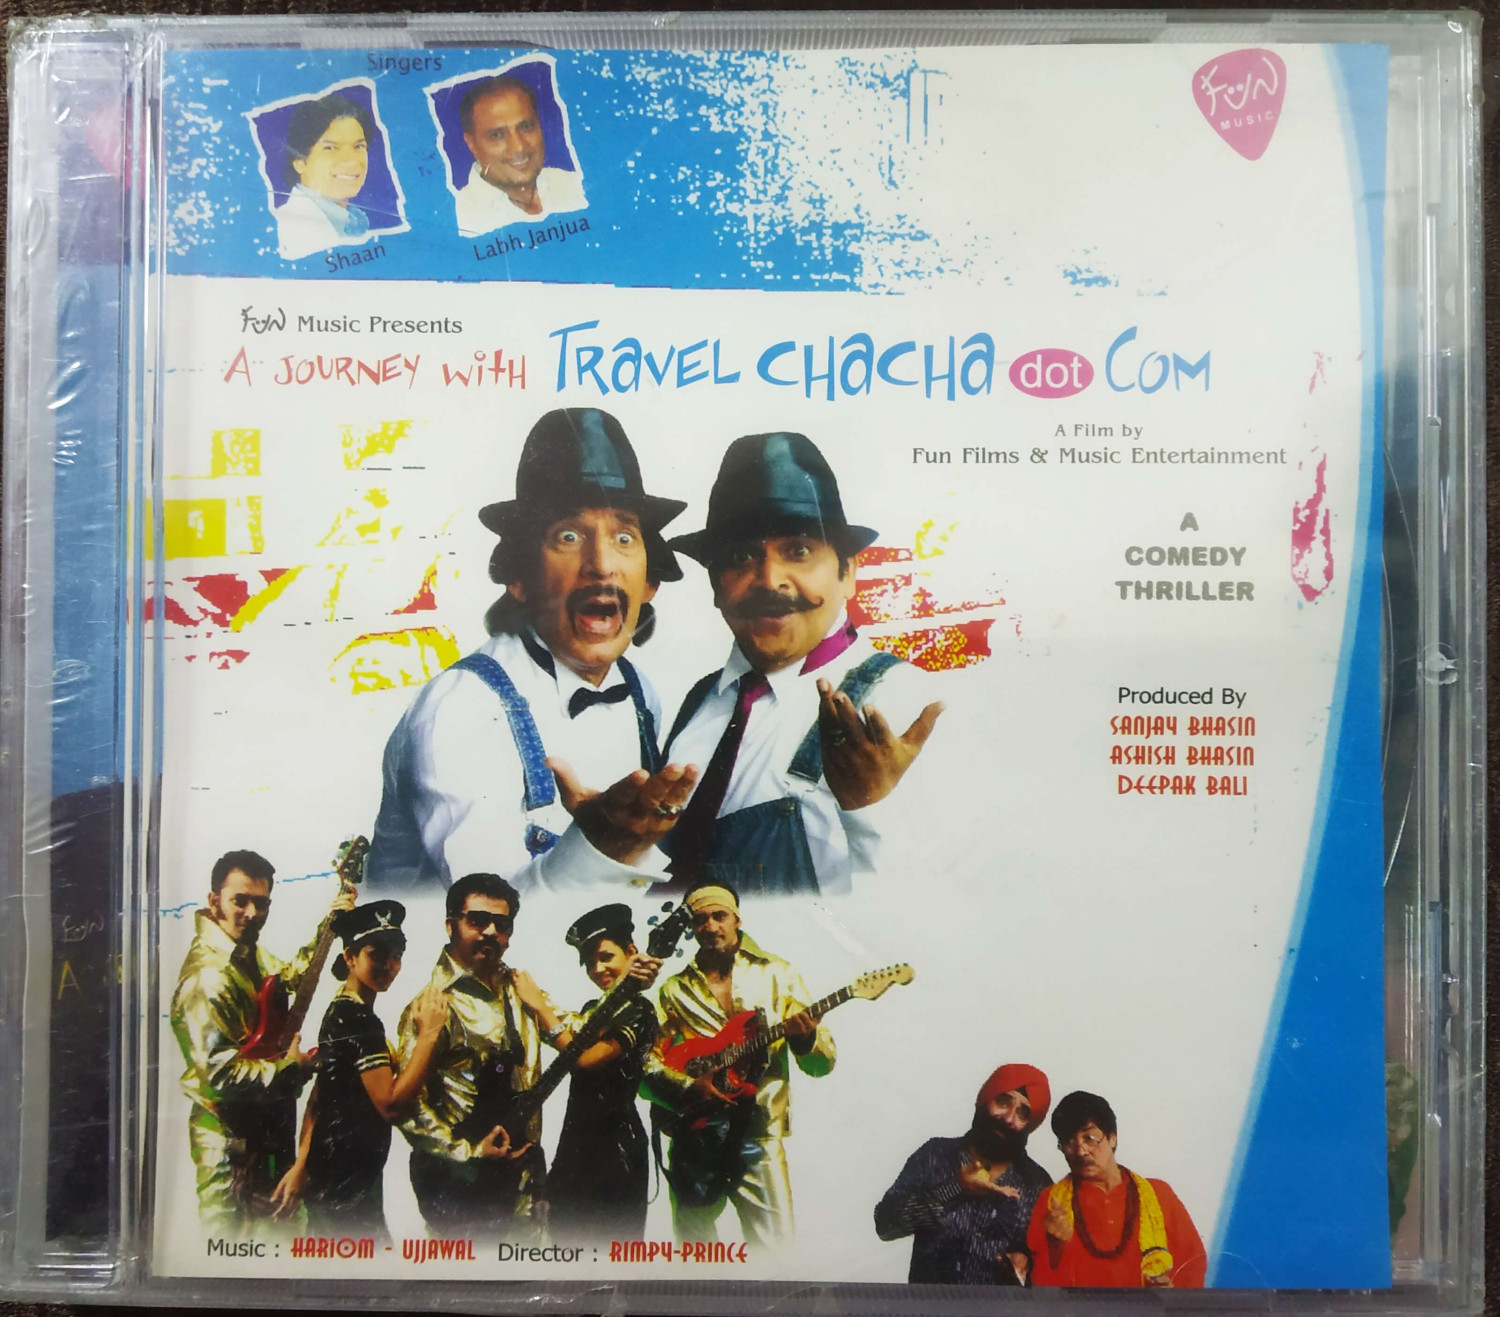 Singers
Shaan
Labh Janjua
FUN
MUSIC
FUN Music Presents
A JOURNEY WITH TRAVEL CHACHA dot COM
A Film by
Fun Films & Music Entertainment
A
COMEDY
THRILLER
Produced By
SANJAY BHASIN
ASHISH BHASIN
DEEPAK BALI
Music : HARIOM - UJJAWAL Director : RIMPY-PRINCE